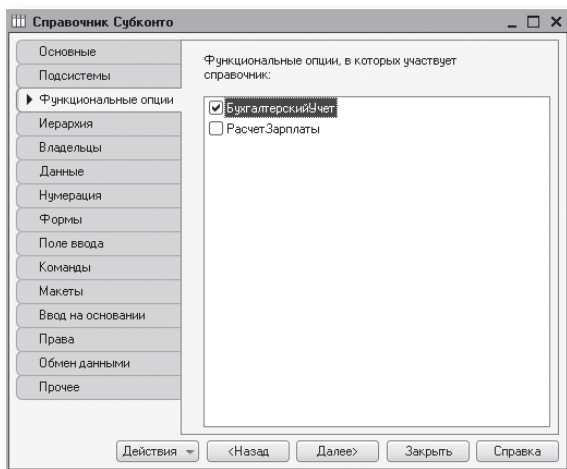 Справочник Субконто
Основные
Подсистемы
Функциональные опции
Иерархия
Владельцы
Данные
Нумерация
Формы
Поле ввода
Команды
Макеты
Ввод на основании
Права
Обмен данными
Прочее
Функциональные опции, в которых участвует
справочник:
БухгалтерскийУчет
РасчетЗарплаты
Действия
<Назад
Далее>
Закрыть
Справка